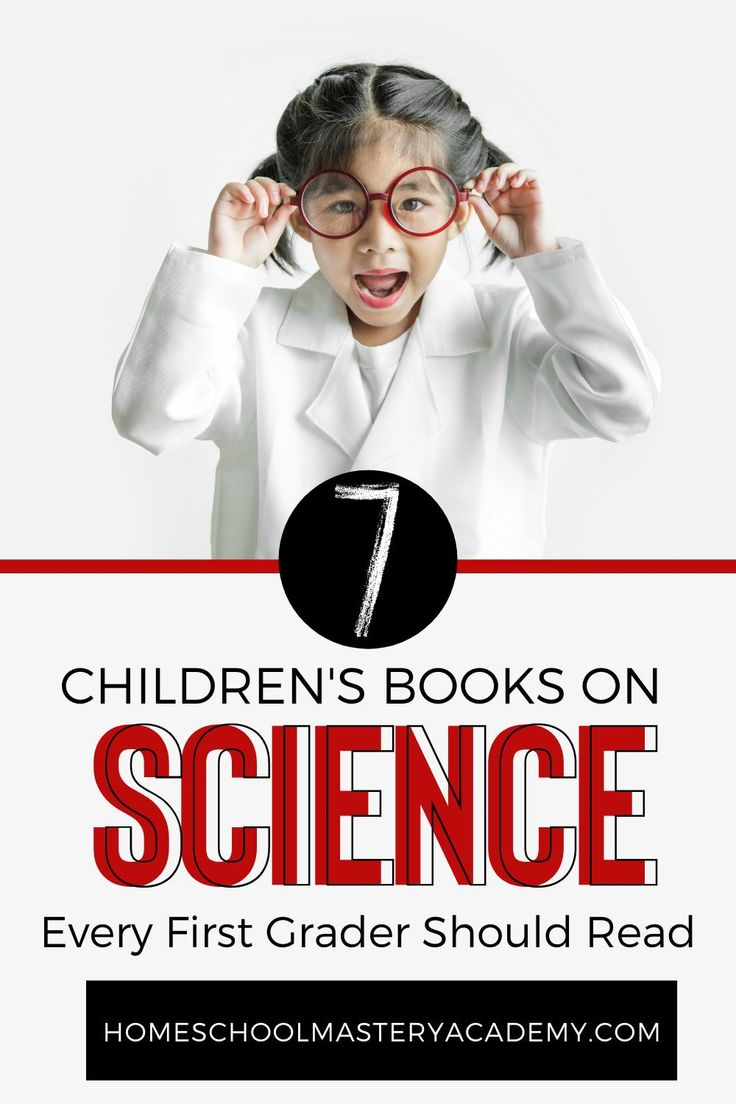 7
CHILDREN'S BOOKS ON
SCIENCE
Every First Grader Should Read
HOMESCHOOLMASTERYACADEMY.COM